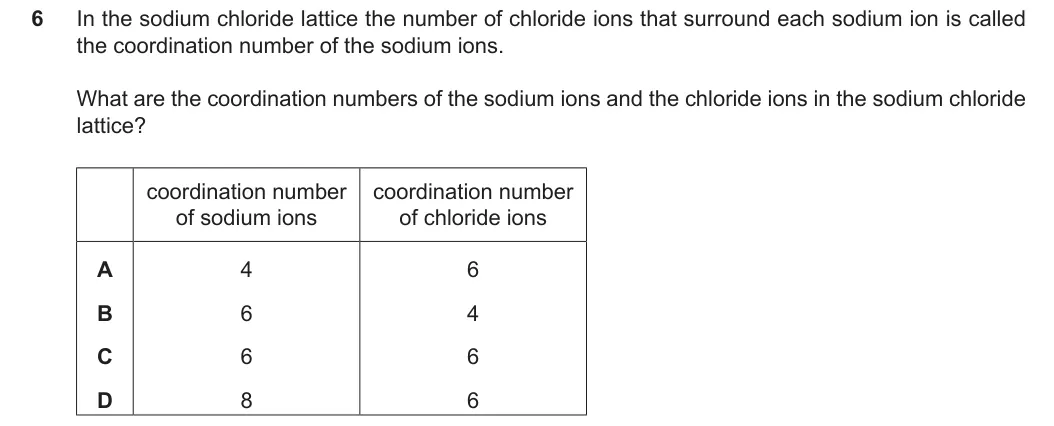 6 In the sodium chloride lattice the number of chloride ions that surround each sodium ion is called
the coordination number of the sodium ions.
What are the coordination numbers of the sodium ions and the chloride ions in the sodium chloride
lattice?
coordination number of sodium ions coordination number of chloride ions
A 4 6
B 6 4
C 6 6
D 8 6